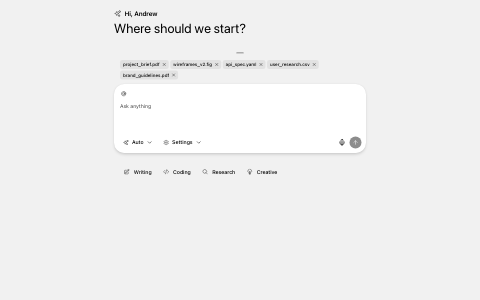 Hi, Andrew
Where should we start?
project_brief.pdf wireframes_v2.fig api_spec.yaml user_research.csv
brand_guidelines.pdf
Ask anything
Auto Settings
Writing Coding Research Creative